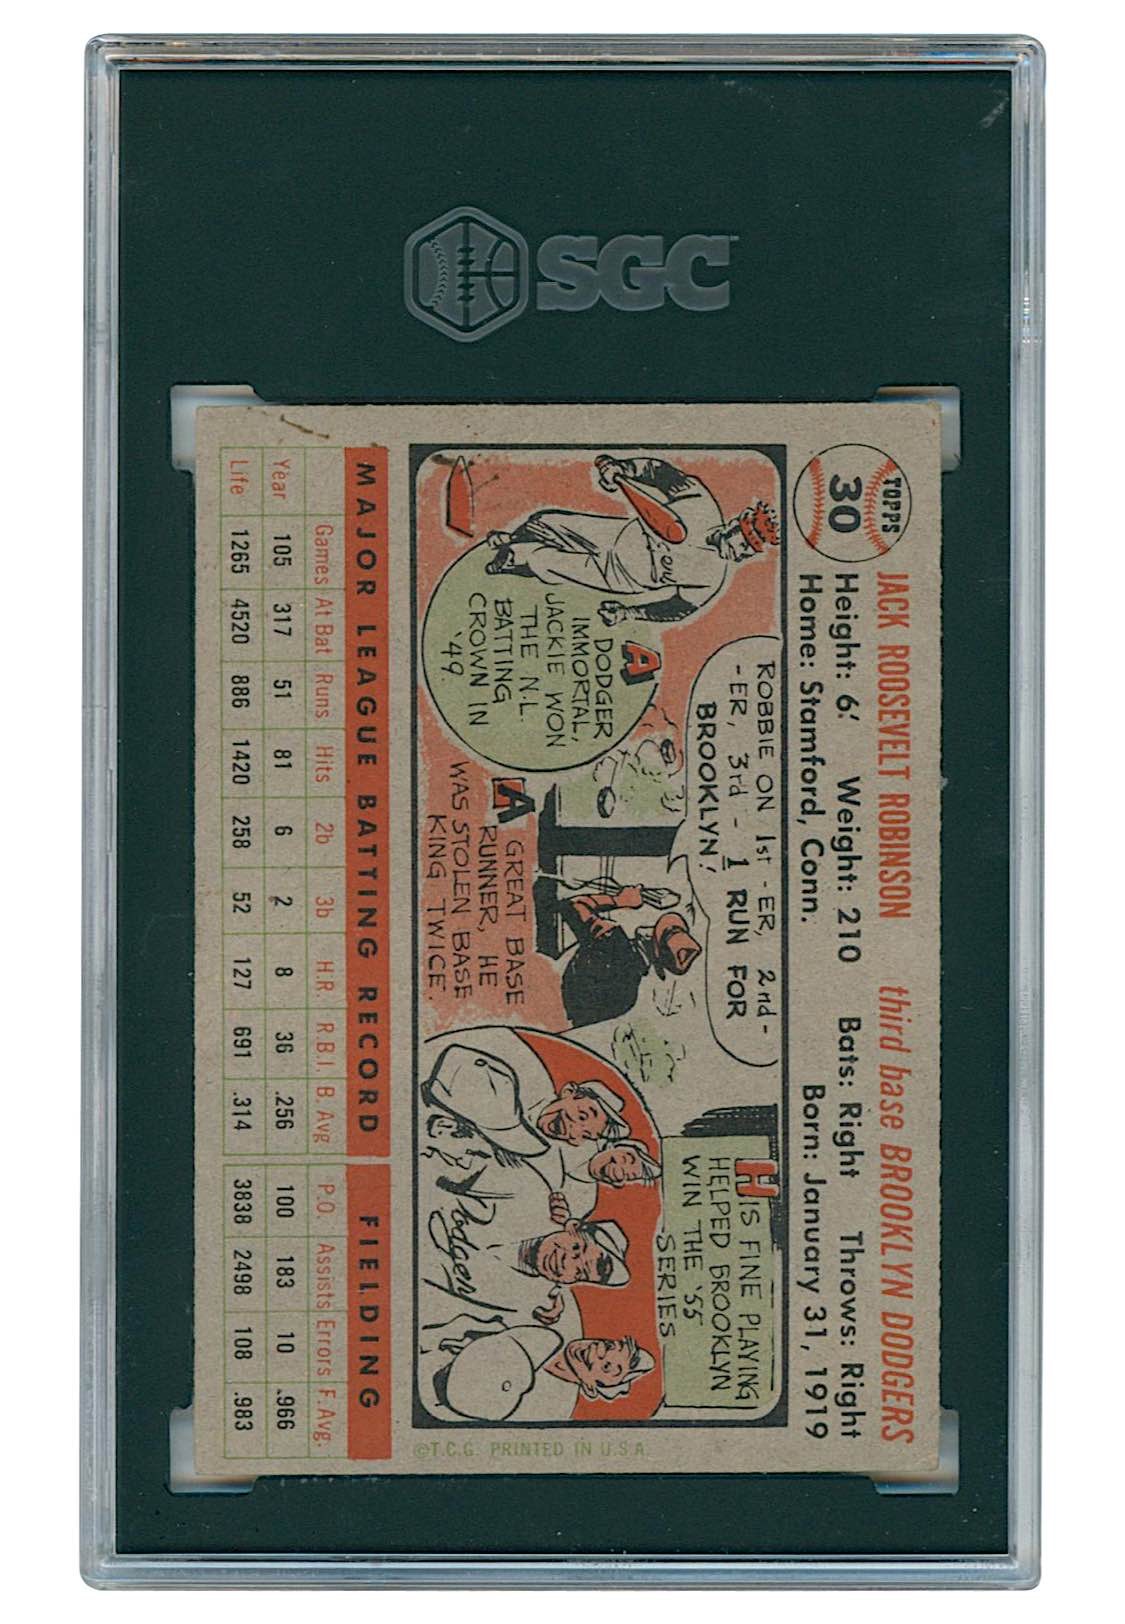 SGC
TOPPS
30
JACK ROOSEVELT ROBINSON third base BROOKLYN DODGERS
Height: 6' Weight: 210 Bats: Right Throws: Right
Home: Stamford, Conn. Born: January 31, 1919
A DODGER
IMMORTAL,
JACKIE WON
THE N.L.
BATTING
CROWN IN
'49.
ROBBIE ON 1st-ER, 2nd-
-ER, 3rd - 1 RUN FOR
BROOKLYN!
A GREAT BASE
RUNNER, HE
WAS STOLEN BASE
KING TWICE.
HIS FINE PLAYING
HELPED BROOKLYN
WIN THE '55
SERIES
Dodgers
©T.C.G. PRINTED IN U.S.A.
MAJOR LEAGUE BATTING RECORD FIELDING
Games At Bat Runs Hits 2b 3b H.R. R.B.I. B. Avg P.O. Assists Errors F. Avg.
Year 105 317 51 81 6 2 8 36 .256 100 183 10 .966
Life 1265 4520 886 1420 258 52 127 691 .314 3838 2498 108 .983